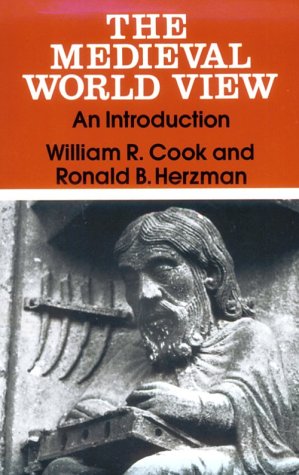 THE
MEDIEVAL
WORLD VIEW
An Introduction
William R. Cook and
Ronald B. Herzman